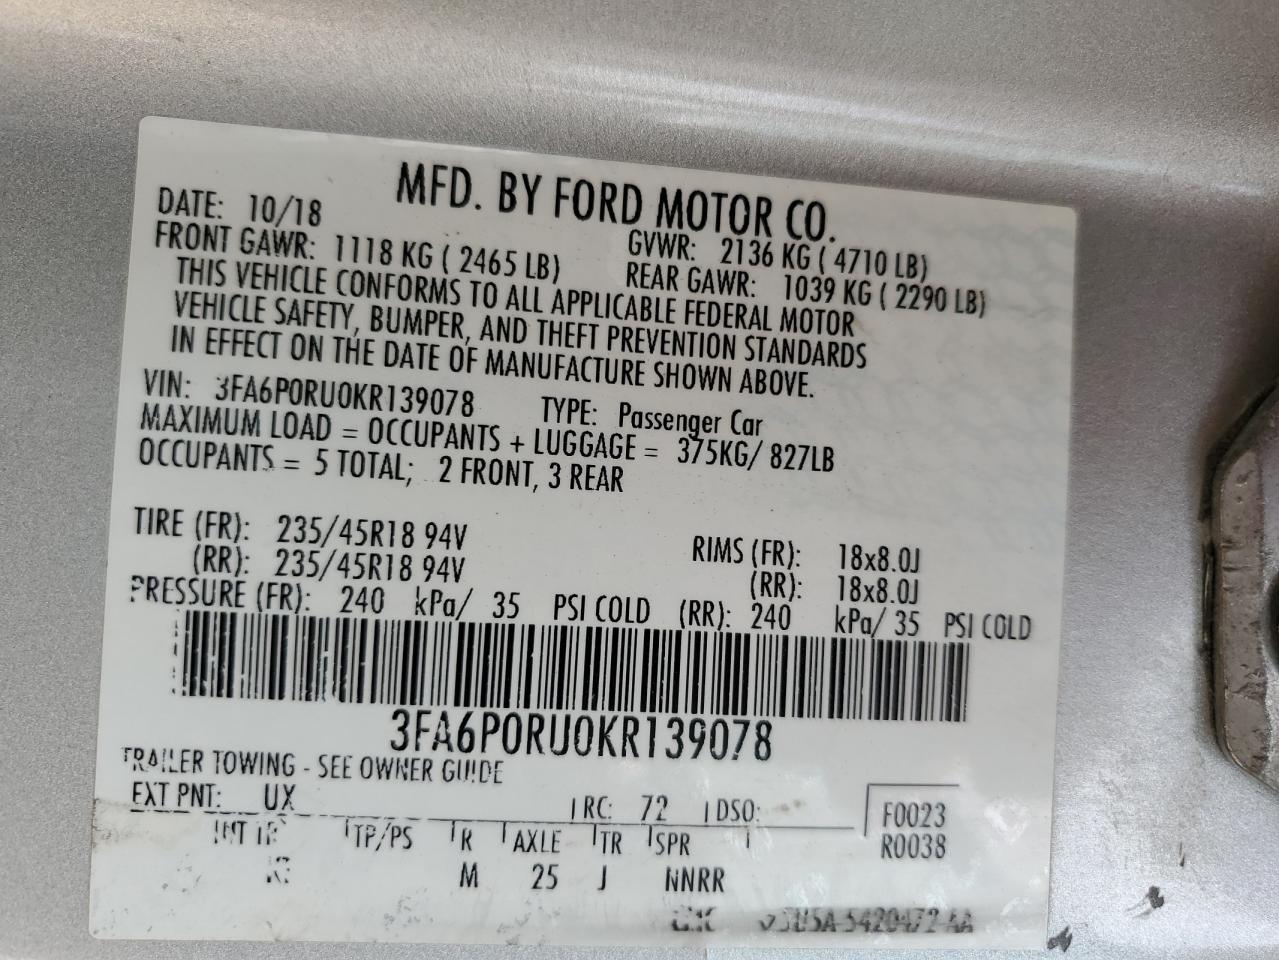 MFD. BY FORD MOTOR CO.
DATE: 10/18 GVWR: 2136 KG ( 4710 LB)
FRONT GAWR: 1118 KG ( 2465 LB) REAR GAWR: 1039 KG ( 2290 LB)
THIS VEHICLE CONFORMS TO ALL APPLICABLE FEDERAL MOTOR
VEHICLE SAFETY, BUMPER, AND THEFT PREVENTION STANDARDS
IN EFFECT ON THE DATE OF MANUFACTURE SHOWN ABOVE.
VIN: 3FA6P0RU0KR139078 TYPE: Passenger Car
MAXIMUM LOAD = OCCUPANTS + LUGGAGE = 375KG/ 827LB
OCCUPANTS = 5 TOTAL; 2 FRONT, 3 REAR
TIRE (FR): 235/45R18 94V RIMS (FR): 18x8.0J
(RR): 235/45R18 94V (RR): 18x8.0J
PRESSURE (FR): 240 kPa/ 35 PSI COLD (RR): 240 kPa/ 35 PSI COLD
3FA6P0RU0KR139078
TRAILER TOWING - SEE OWNER GUIDE
EXT PNT: UX RC: 72 DSO: F0023
INT TR TP/PS R AXLE TR SPR R0038
M 25 J NNRR